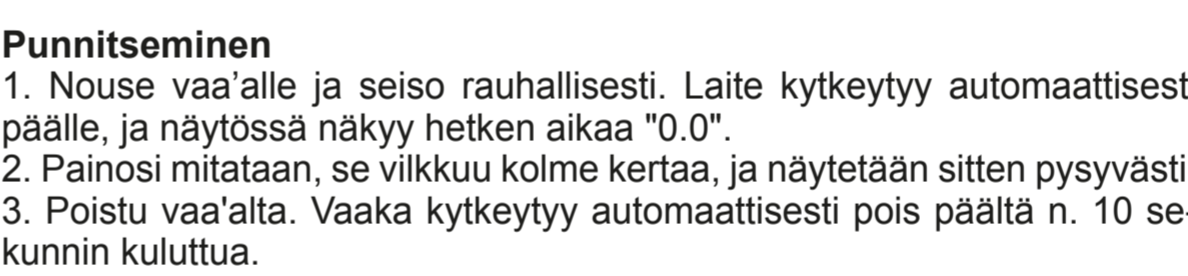 Punnitseminen
1. Nouse vaa’alle ja seiso rauhallisesti. Laite kytkeytyy automaattisest
päälle, ja näytössä näkyy hetken aikaa "0.0".
2. Painosi mitataan, se vilkkuu kolme kertaa, ja näytetään sitten pysyvästi
3. Poistu vaa'alta. Vaaka kytkeytyy automaattisesti pois päältä n. 10 se-
kunnin kuluttua.